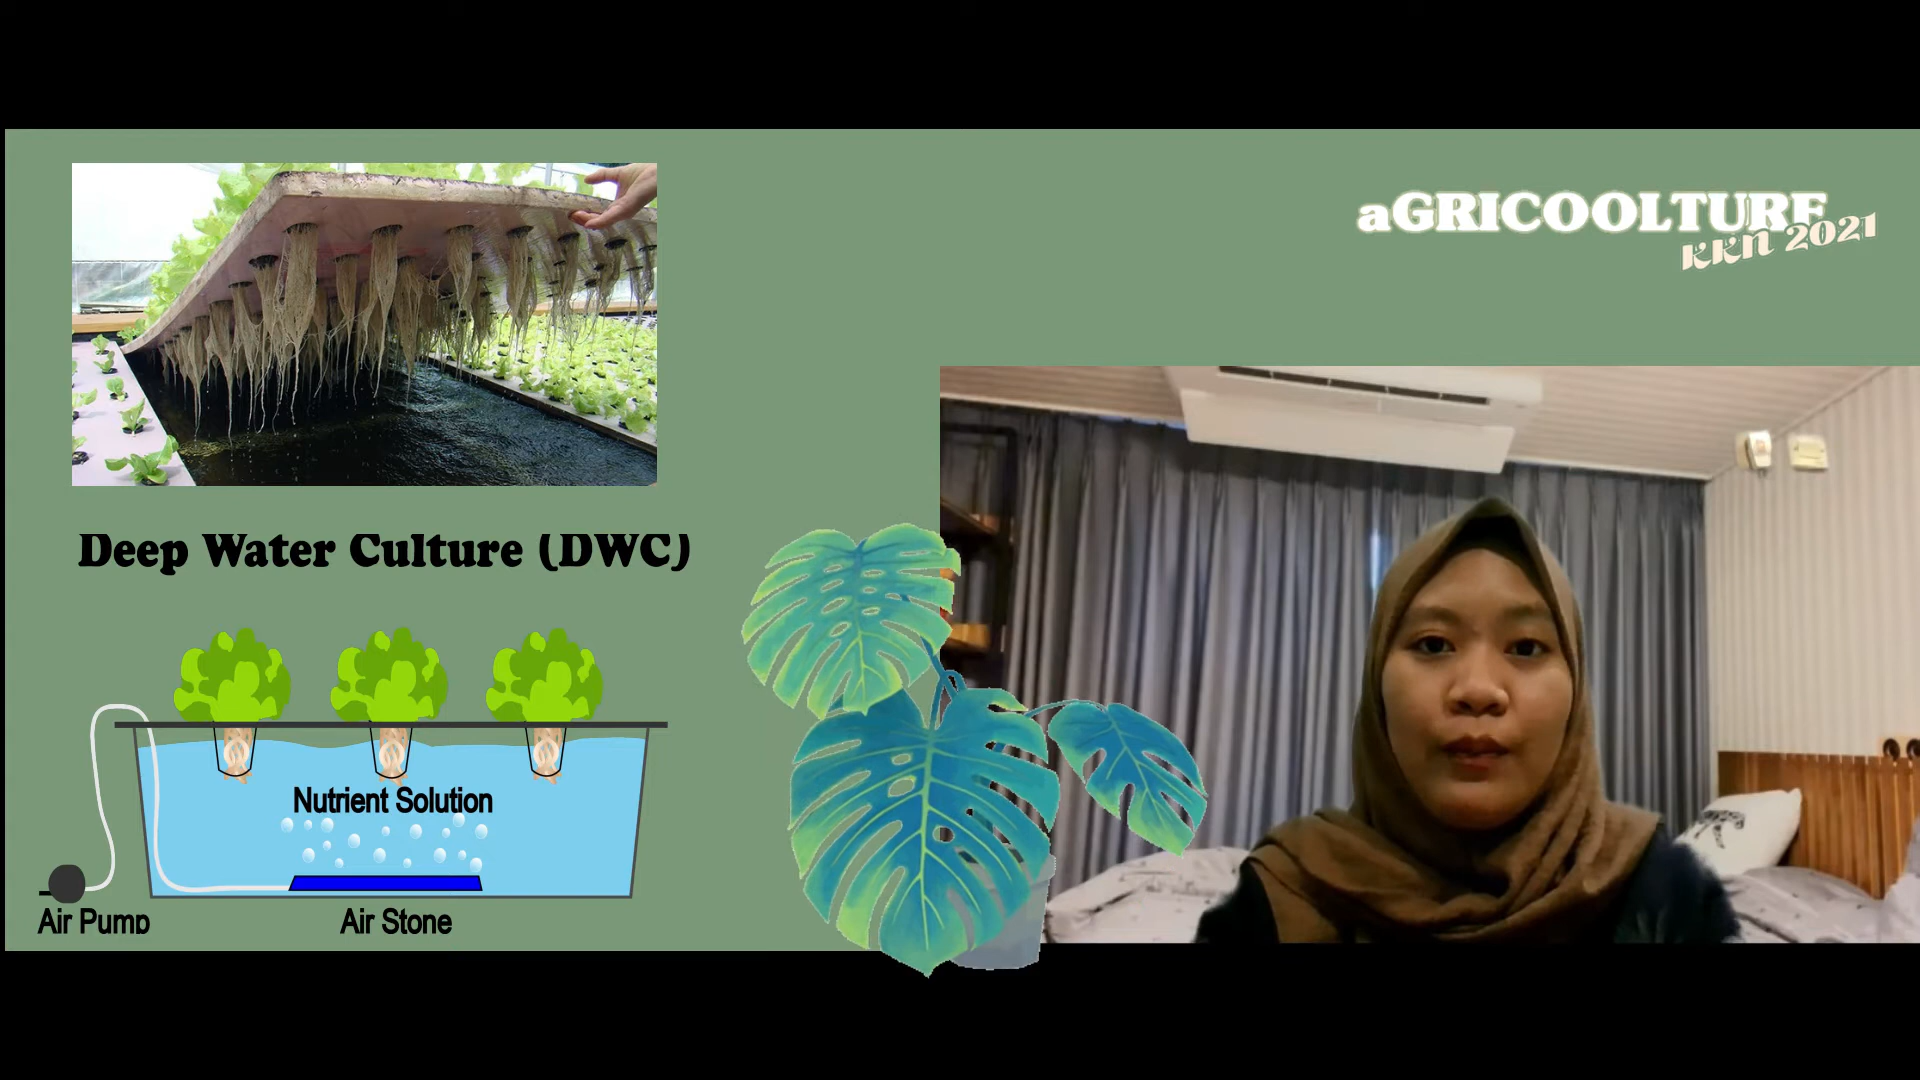 aGRICOOLTURE
KKN 2021
Deep Water Culture (DWC)
Nutrient Solution
Air Pump
Air Stone